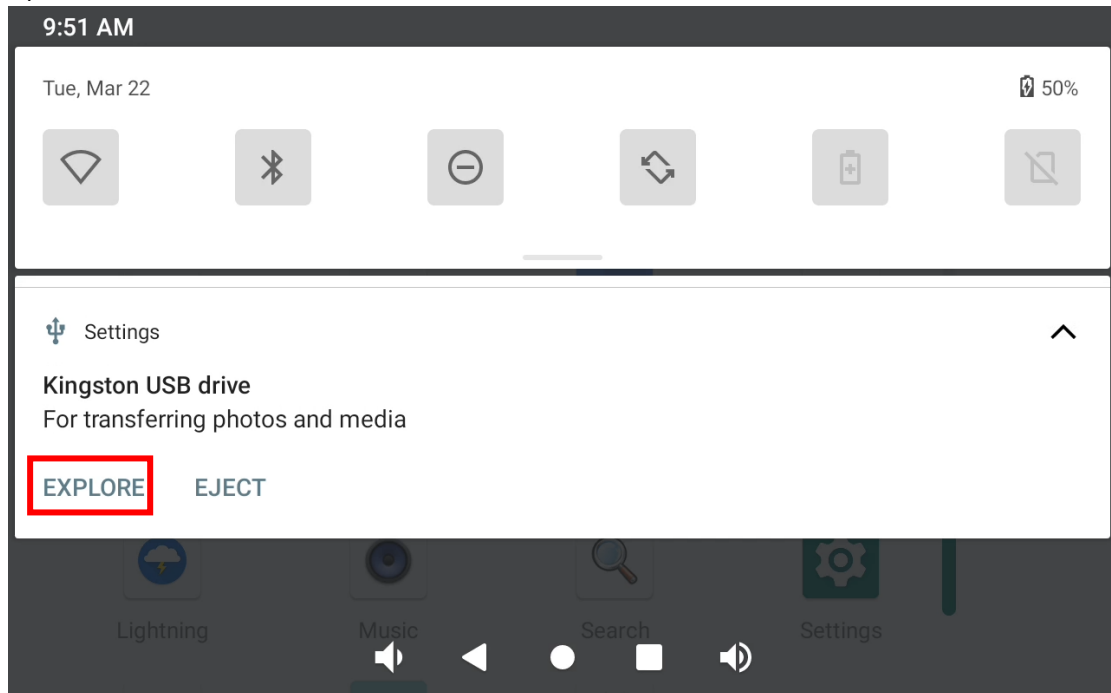 9:51 AM
Tue, Mar 22
50%
Settings
Kingston USB drive
For transferring photos and media
EXPLORE EJECT
Lightning Music Search Settings